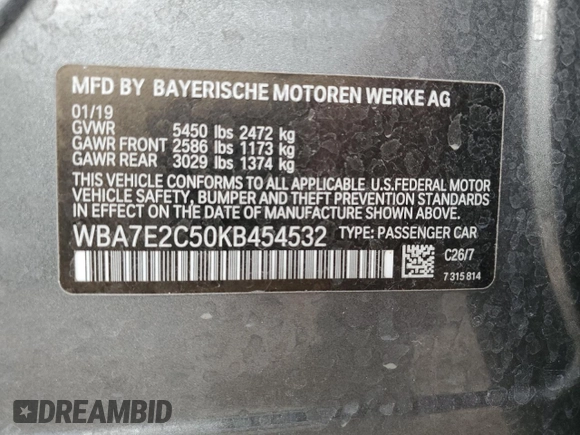 MFD BY BAYERISCHE MOTOREN WERKE AG
01/19
GVWR 5450 lbs 2472 kg
GAWR FRONT 2586 lbs 1173 kg
GAWR REAR 3029 lbs 1374 kg
THIS VEHICLE CONFORMS TO ALL APPLICABLE U.S.FEDERAL MOTOR
VEHICLE SAFETY, BUMPER, AND THEFT PREVENTION STANDARDS
IN EFFECT ON THE DATE OF MANUFACTURE SHOWN ABOVE.
WBA7E2C50KB454532 TYPE: PASSENGER CAR
C26/7
7 315 814
DREAMBID